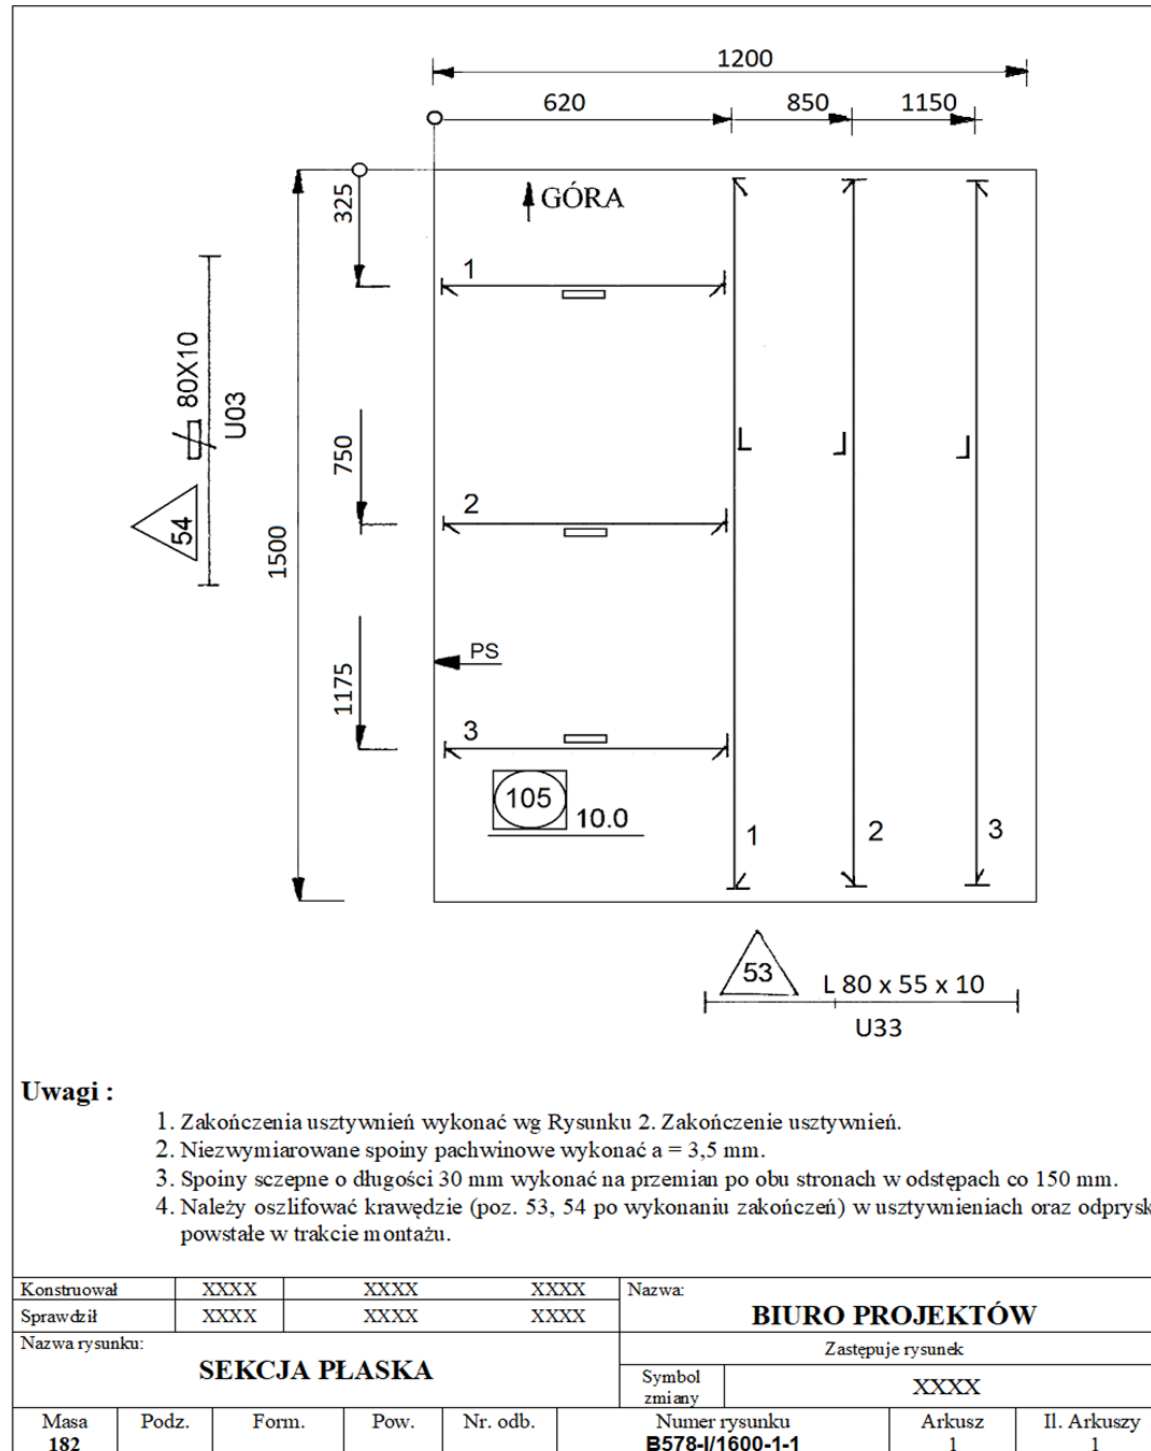 1200
620 850 1150
325
GÓRA
1
80X10
U03
54
750
1500
L
L
L
2
PS
1175
3
105
10.0
1
2
3
53
L 80 x 55 x 10
U33
Uwagi :
1. Zakończenia usztywnień wykonać wg Rysunku 2. Zakończenie usztywnień.
2. Niezwymiarowane spoiny pachwinowe wykonać a = 3,5 mm.
3. Spoiny sczepne o długości 30 mm wykonać na przemian po obu stronach w odstępach co 150 mm.
4. Należy oszlifować krawędzie (poz. 53, 54 po wykonaniu zakończeń) w usztywnieniach oraz odprysk
powstałe w trakcie montażu.
Konstruował XXXX XXXX XXXX
Sprawdził XXXX XXXX XXXX
Nazwa:
BIURO PROJEKTÓW
Nazwa rysunku:
SEKCJA PŁASKA
Zastępuje rysunek
Symbol
zmiany
XXXX
Masa Podz. Form. Pow. Nr. odb. Numer rysunku Arkusz Il. Arkuszy
182 B578-I/1600-1-1 1 1